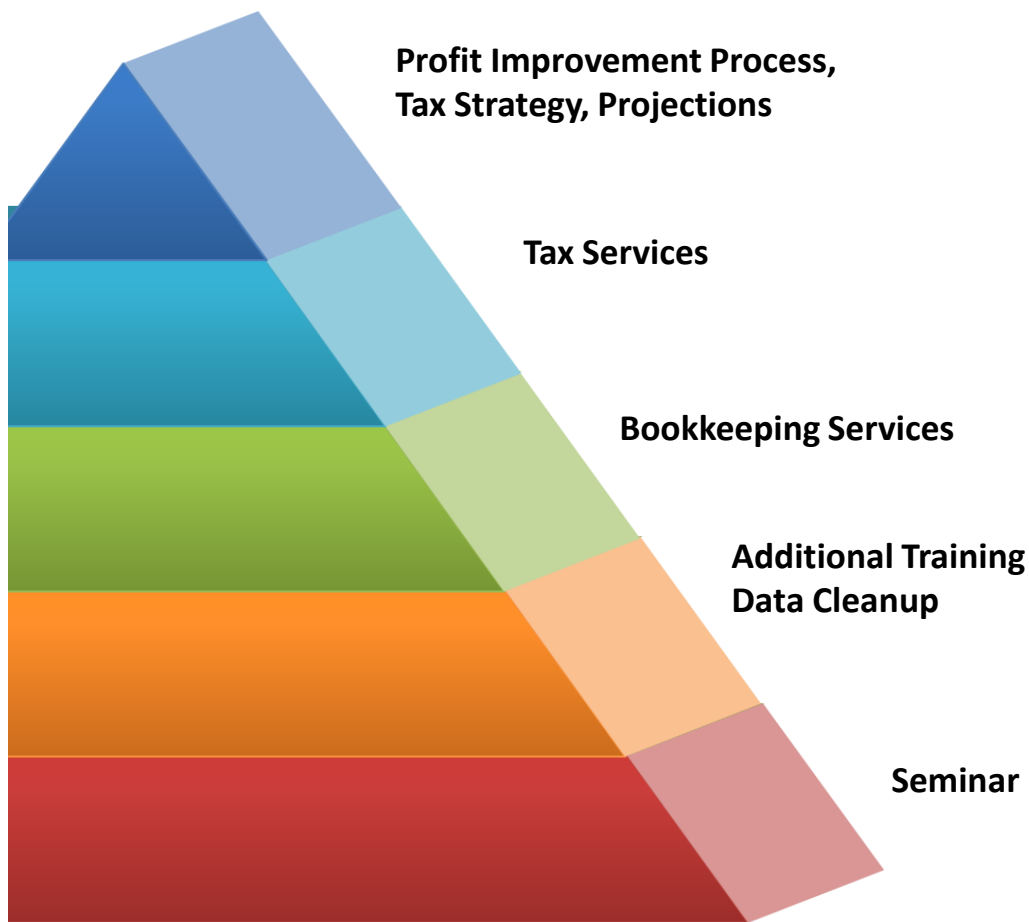 Profit Improvement Process,
Tax Strategy, Projections
Tax Services
Bookkeeping Services
Additional Training
Data Cleanup
Seminar